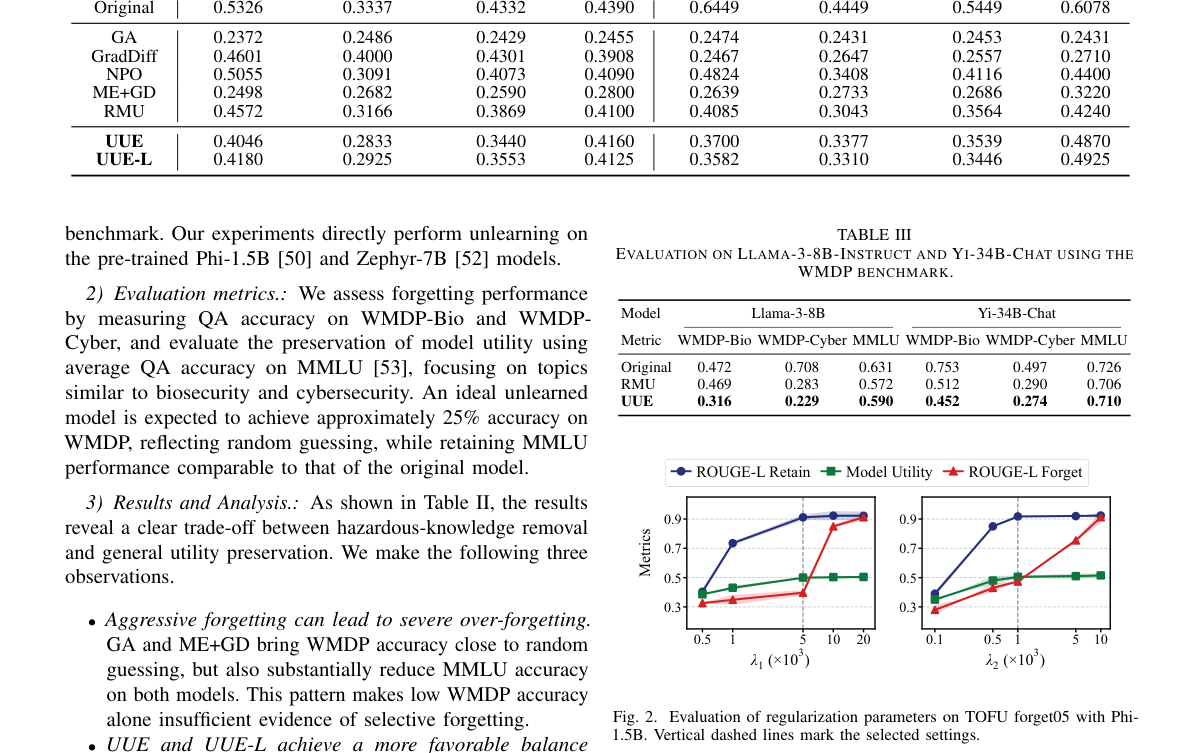 Original 0.5326 0.3337 0.4332 0.4390 0.6449 0.4449 0.5449 0.6078
GA 0.2372 0.2486 0.2429 0.2455 0.2474 0.2431 0.2453 0.2431
GradDiff 0.4601 0.4000 0.4301 0.3908 0.2467 0.2647 0.2557 0.2710
NPO 0.5055 0.3091 0.4073 0.4090 0.4824 0.3408 0.4116 0.4400
ME+GD 0.2498 0.2682 0.2590 0.2800 0.2639 0.2733 0.2686 0.3220
RMU 0.4572 0.3166 0.3869 0.4100 0.4085 0.3043 0.3564 0.4240
UUE 0.4046 0.2833 0.3440 0.4160 0.3700 0.3377 0.3539 0.4870
UUE-L 0.4180 0.2925 0.3553 0.4125 0.3582 0.3310 0.3446 0.4925
benchmark. Our experiments directly perform unlearning on
the pre-trained Phi-1.5B [50] and Zephyr-7B [52] models.
2) Evaluation metrics.: We assess forgetting performance
by measuring QA accuracy on WMDP-Bio and WMDP-
Cyber, and evaluate the preservation of model utility using
average QA accuracy on MMLU [53], focusing on topics
similar to biosecurity and cybersecurity. An ideal unlearned
model is expected to achieve approximately 25% accuracy on
WMDP, reflecting random guessing, while retaining MMLU
performance comparable to that of the original model.
3) Results and Analysis.: As shown in Table II, the results
reveal a clear trade-off between hazardous-knowledge removal
and general utility preservation. We make the following three
observations.
• Aggressive forgetting can lead to severe over-forgetting.
GA and ME+GD bring WMDP accuracy close to random
guessing, but also substantially reduce MMLU accuracy
on both models. This pattern makes low WMDP accuracy
alone insufficient evidence of selective forgetting.
• UUE and UUE-L achieve a more favorable balance
TABLE III
EVALUATION ON LLAMA-3-8B-INSTRUCT AND YI-34B-CHAT USING THE
WMDP BENCHMARK.
Model Llama-3-8B Yi-34B-Chat
Metric WMDP-Bio WMDP-Cyber MMLU WMDP-Bio WMDP-Cyber MMLU
Original 0.472 0.708 0.631 0.753 0.497 0.726
RMU 0.469 0.283 0.572 0.512 0.290 0.706
UUE 0.316 0.229 0.590 0.452 0.274 0.710
ROUGE-L Retain Model Utility ROUGE-L Forget
Metrics
0.9
0.7
0.5
0.3
0.5 1 5 10 20
λ1 (×10³)
0.9
0.7
0.5
0.3
0.1 0.5 1 5 10
λ2 (×10³)
Fig. 2. Evaluation of regularization parameters on TOFU forget05 with Phi-
1.5B. Vertical dashed lines mark the selected settings.